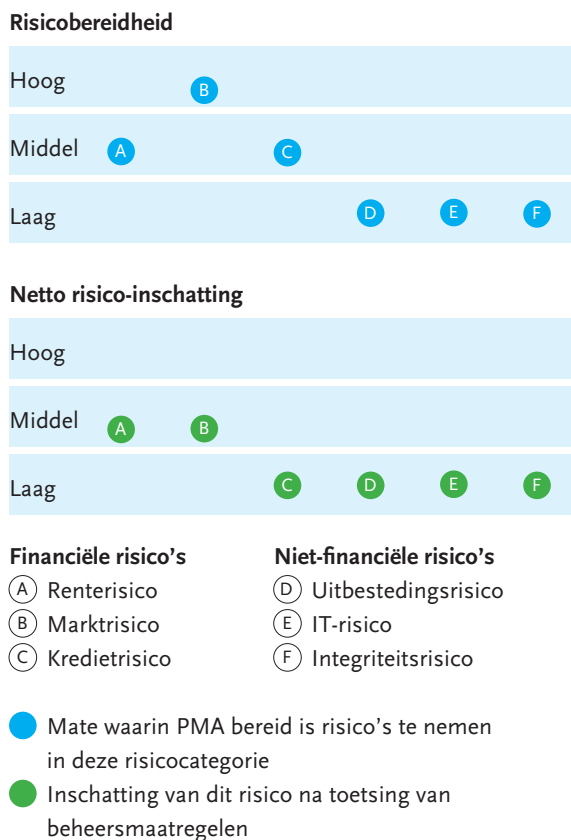 Risicobereidheid
Hoog B
Middel A C
Laag D E F
Netto risico-inschatting
Hoog
Middel A B
Laag C D E F
Financiële risico's Niet-financiële risico's
A Renterisico D Uitbestedingsrisico
B Marktrisico E IT-risico
C Kredietrisico F Integriteitsrisico
Mate waarin PMA bereid is risico's te nemen
in deze risicocategorie
Inschatting van dit risico na toetsing van
beheersmaatregelen